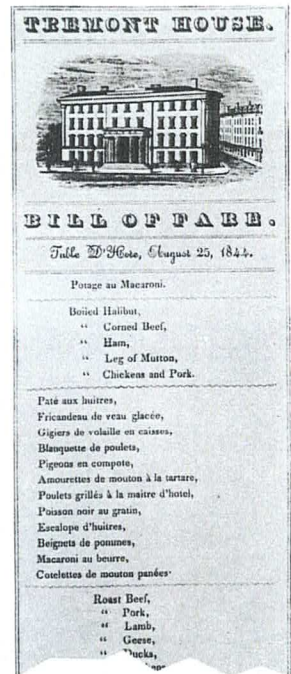 TREMONT HOUSE.
BILL OF FARE.
Table D'Hote, August 25, 1844.
Potage au Macaroni.
Boiled Halibut,
“ Corned Beef,
“ Ham,
“ Leg of Mutton,
“ Chickens and Pork.
Paté aux huitres,
Fricandeau de veau glacée,
Gigiers de volaille en caisses,
Blanquette de poulets,
Pigeons en compote,
Amourettes de mouton à la tartare,
Poulets grillés à la maitre d'hotel,
Poisson noir au gratin,
Escalope d'huitres,
Beignets de pommes,
Macaroni au beurre,
Cotelettes de mouton panées·
Roast Beef,
“ Pork,
“ Lamb,
“ Geese,
“ Ducks,